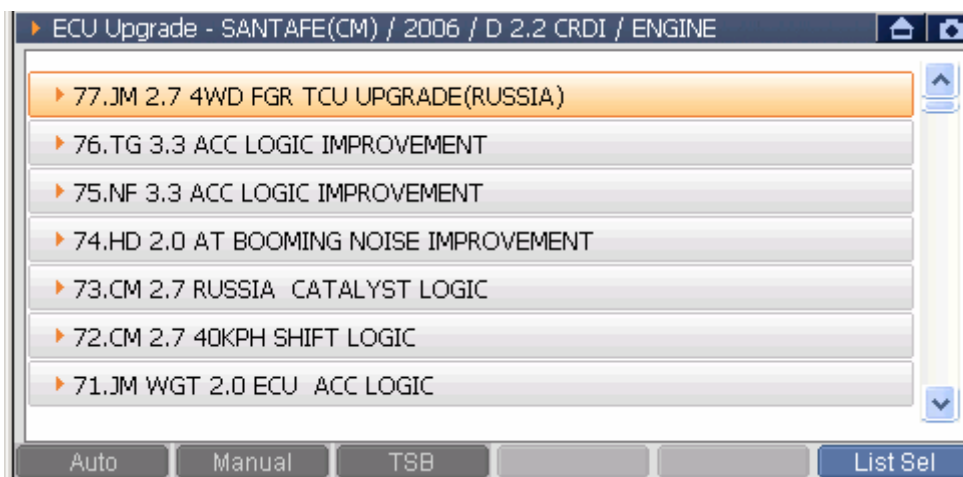 ECU Upgrade - SANTAFE(CM) / 2006 / D 2.2 CRDI / ENGINE
77.JM 2.7 4WD FGR TCU UPGRADE(RUSSIA)
76.TG 3.3 ACC LOGIC IMPROVEMENT
75.NF 3.3 ACC LOGIC IMPROVEMENT
74.HD 2.0 AT BOOMING NOISE IMPROVEMENT
73.CM 2.7 RUSSIA  CATALYST LOGIC
72.CM 2.7 40KPH SHIFT LOGIC
71.JM WGT 2.0 ECU  ACC LOGIC
Auto Manual TSB List Sel